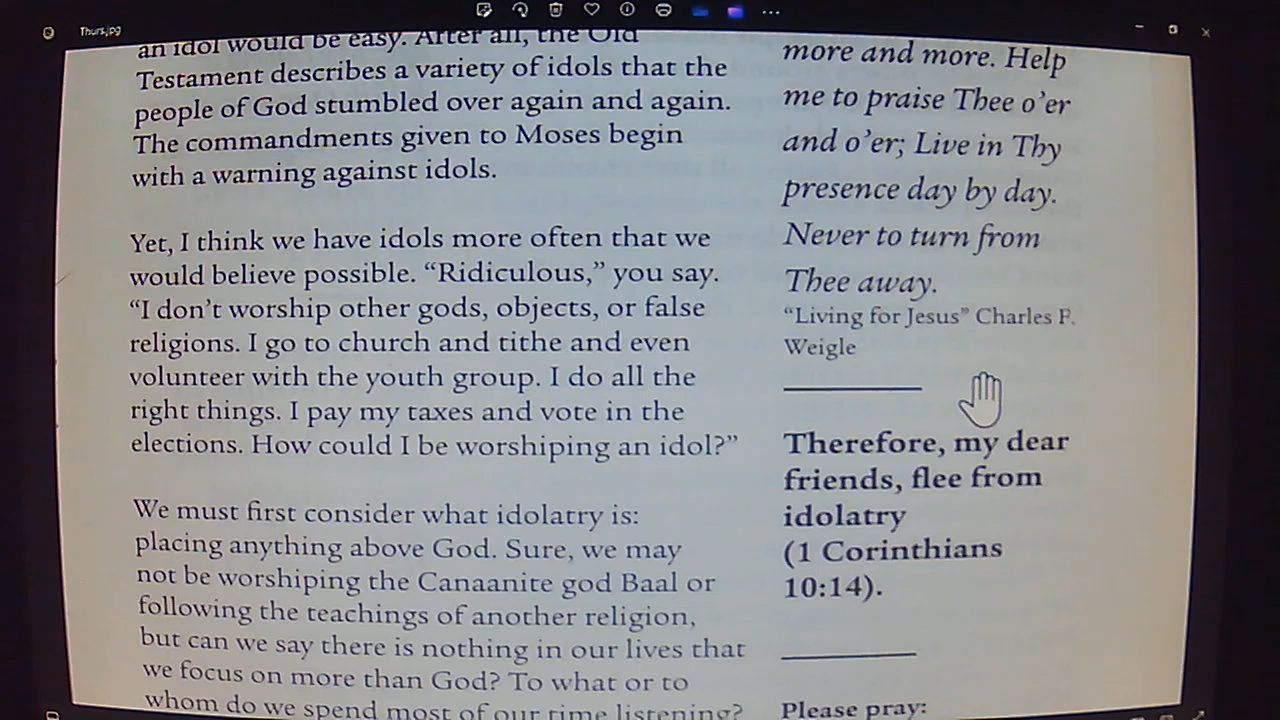 Thurs.jpg
an idol would be easy. After all, the Old
Testament describes a variety of idols that the
people of God stumbled over again and again.
The commandments given to Moses begin
with a warning against idols.
Yet, I think we have idols more often that we
would believe possible. “Ridiculous,” you say.
“I don’t worship other gods, objects, or false
religions. I go to church and tithe and even
volunteer with the youth group. I do all the
right things. I pay my taxes and vote in the
elections. How could I be worshiping an idol?”
We must first consider what idolatry is:
placing anything above God. Sure, we may
not be worshiping the Canaanite god Baal or
following the teachings of another religion,
but can we say there is nothing in our lives that
we focus on more than God? To what or to
whom do we spend most of our time listening?
more and more. Help
me to praise Thee o’er
and o’er; Live in Thy
presence day by day.
Never to turn from
Thee away.
“Living for Jesus” Charles F.
Weigle
Therefore, my dear
friends, flee from
idolatry
(1 Corinthians
10:14).
Please pray: